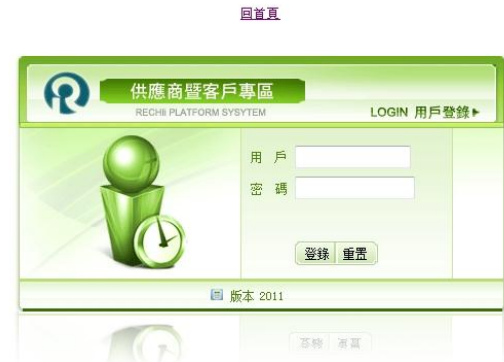 回首頁
供應商暨客戶專區
RECHI PLATFORM SYSYTEM
LOGIN 用戶登錄
用 戶
密 碼
登錄 重置
版本 2011